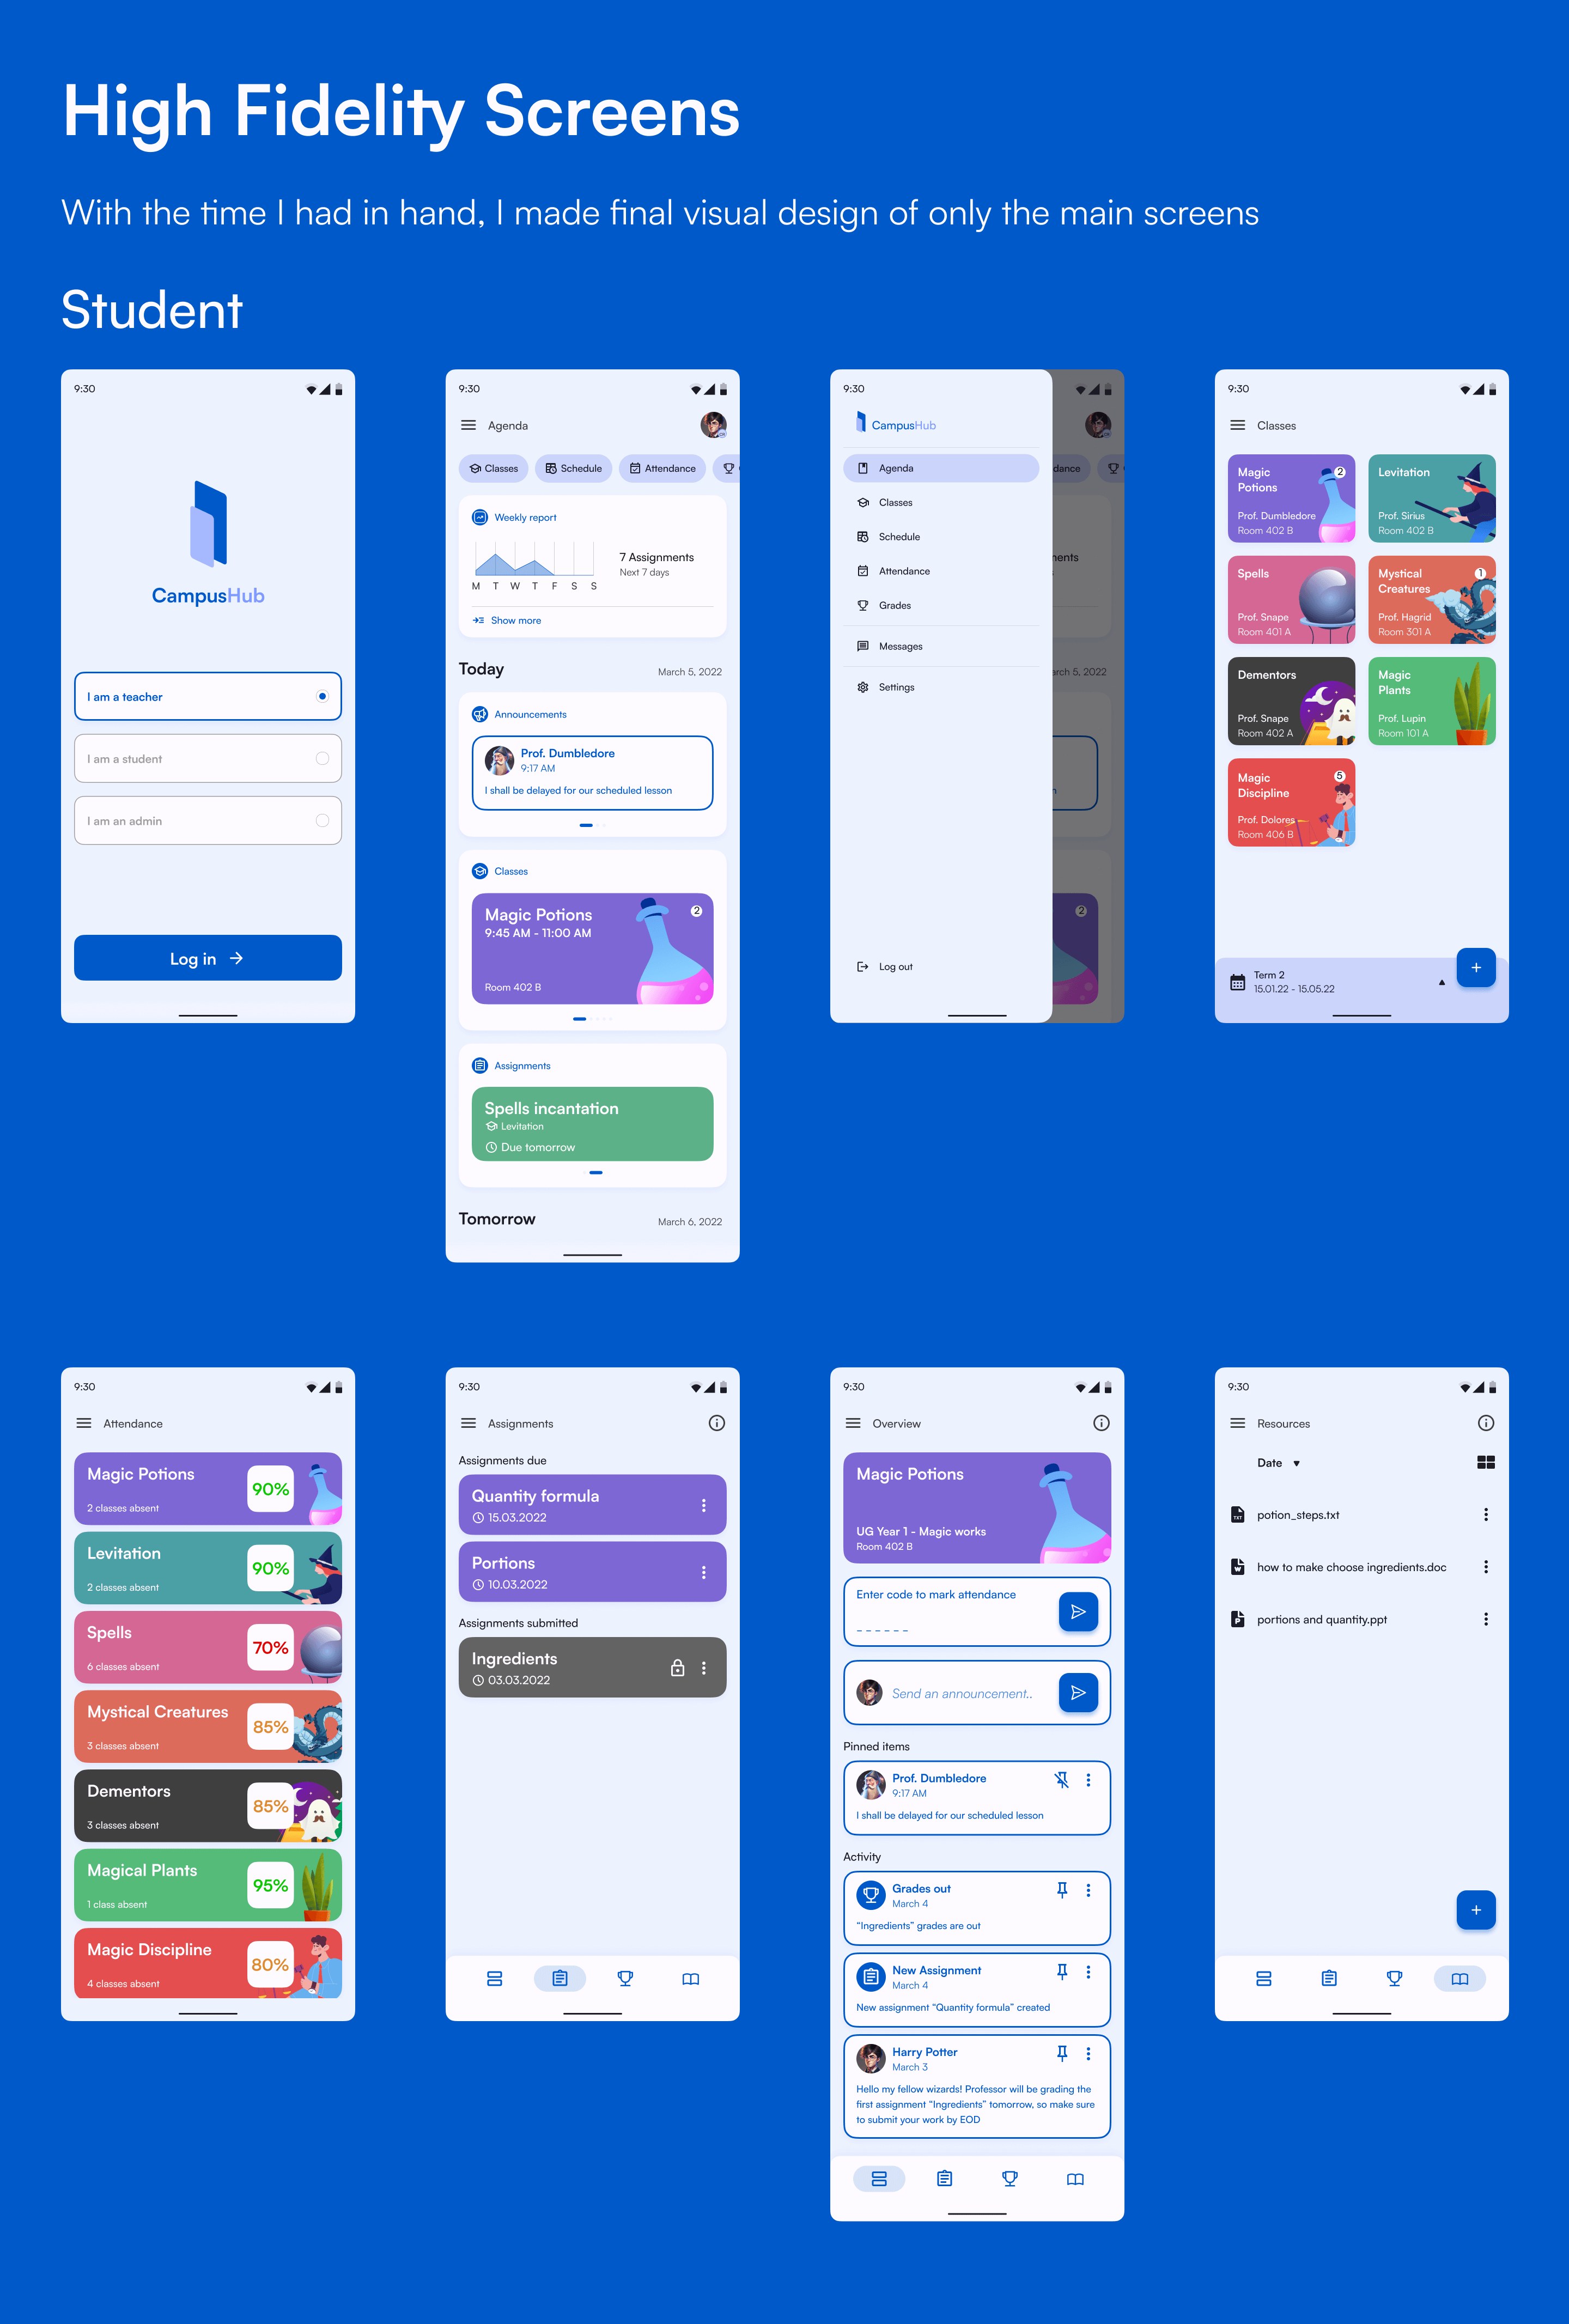 High Fidelity Screens
With the time I had in hand, I made final visual design of only the main screens
Student
9:30
CampusHub
I am a teacher
I am a student
I am an admin
Log in
9:30
Agenda
Classes
Schedule
Attendance
Weekly report
7 Assignments
Next 7 days
M T W T F S S
Show more
Today
March 5, 2022
Announcements
Prof. Dumbledore
9:17 AM
I shall be delayed for our scheduled lesson
Classes
Magic Potions
2
9:45 AM - 11:00 AM
Room 402 B
Assignments
Spells incantation
Levitation
Due tomorrow
Tomorrow
March 6, 2022
9:30
CampusHub
Agenda
Classes
Schedule
Attendance
Grades
Messages
Settings
Log out
dance
nents
s
arch 5, 2022
n
2
9:30
Classes
Magic
Potions
2
Prof. Dumbledore
Room 402 B
Levitation
Prof. Sirius
Room 402 B
Spells
Prof. Snape
Room 401 A
Mystical
Creatures
1
Prof. Hagrid
Room 301 A
Dementors
Prof. Snape
Room 402 A
Magic
Plants
Prof. Lupin
Room 101 A
Magic
Discipline
5
Prof. Dolores
Room 406 B
Term 2
15.01.22 - 15.05.22
9:30
Attendance
Magic Potions
2 classes absent
90%
Levitation
2 classes absent
90%
Spells
6 classes absent
70%
Mystical Creatures
3 classes absent
85%
Dementors
3 classes absent
85%
Magical Plants
1 class absent
95%
Magic Discipline
4 classes absent
80%
9:30
Assignments
Assignments due
Quantity formula
15.03.2022
Portions
10.03.2022
Assignments submitted
Ingredients
03.03.2022
9:30
Overview
Magic Potions
UG Year 1 - Magic works
Room 402 B
Enter code to mark attendance
_ _ _ _ _ _
Send an announcement..
Pinned items
Prof. Dumbledore
9:17 AM
I shall be delayed for our scheduled lesson
Activity
Grades out
March 4
“Ingredients” grades are out
New Assignment
March 4
New assignment “Quantity formula” created
Harry Potter
March 3
Hello my fellow wizards! Professor will be grading the
first assignment “Ingredients” tomorrow, so make sure
to submit your work by EOD
9:30
Resources
Date
TXT
potion_steps.txt
W
how to make choose ingredients.doc
P
portions and quantity.ppt